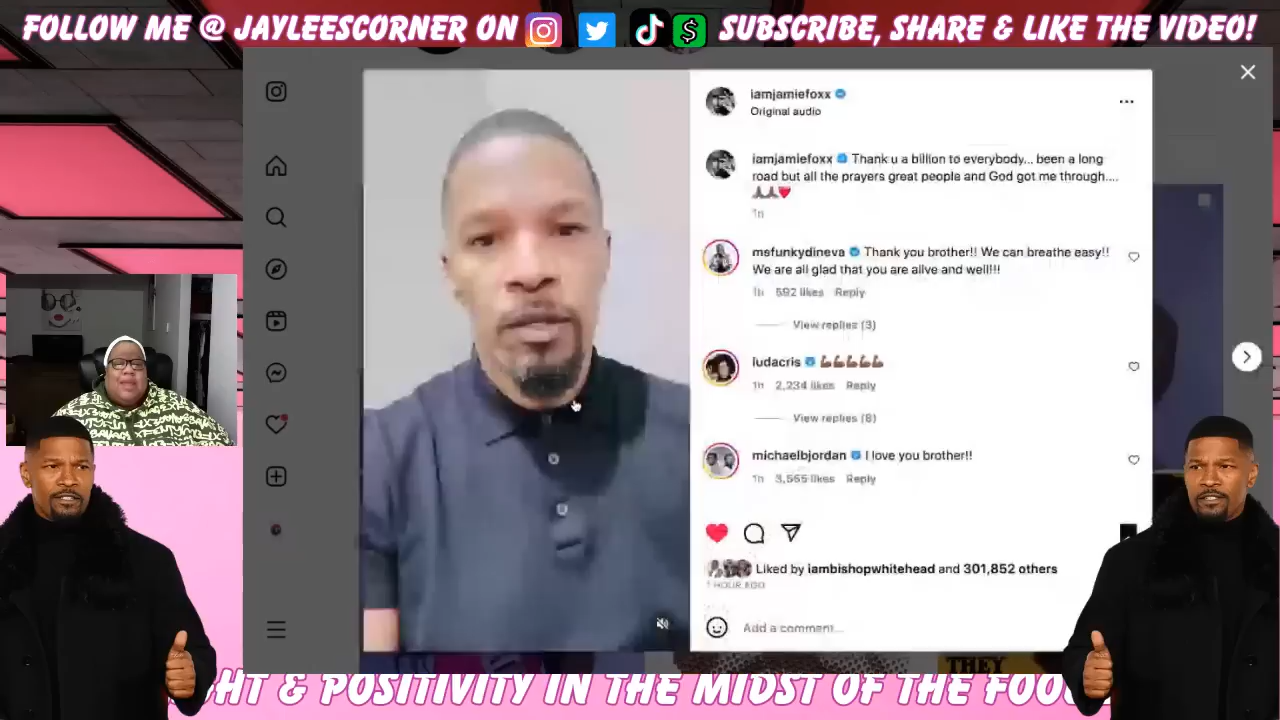 FOLLOW ME @ JAYLEESCORNER ON
SUBSCRIBE, SHARE & LIKE THE VIDEO!
iamjamiefoxx
Original audio
iamjamiefoxx Thank u a billion to everybody... been a long
road but all the prayers great people and God got me through....
🙏🙏❤️
1h
msfunkydineva Thank you brother!! We can breathe easy!!
We are all glad that you are alive and well!!!
1h 592 likes Reply
View replies (3)
ludacris 💪🏾💪🏾💪🏾💪🏾💪🏾
1h 2,234 likes Reply
View replies (8)
michaelbjordan I love you brother!!
1h 3,565 likes Reply
Liked by iambishopwhitehead and 301,852 others
1 HOUR AGO
Add a comment...
THEY
GHT & POSITIVITY IN THE MIDST OF THE FOO